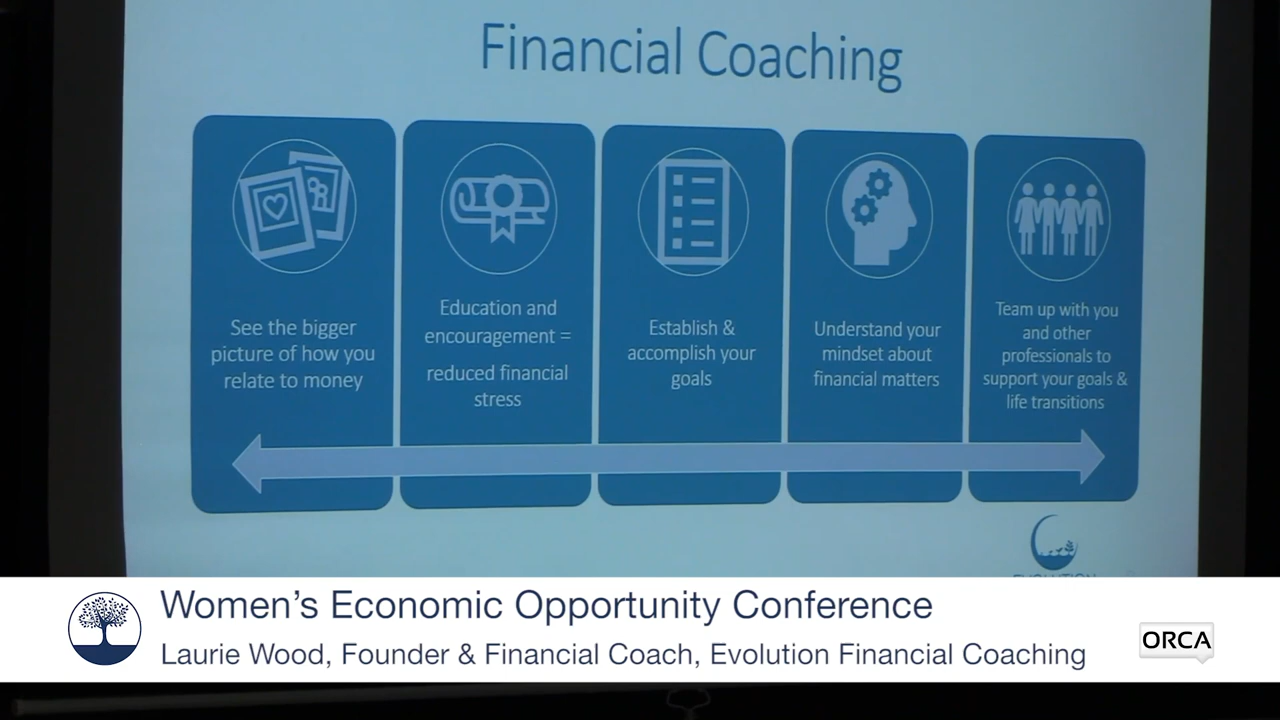 Financial Coaching
See the bigger
picture of how you
relate to money
Education and
encouragement =
reduced financial
stress
Establish &
accomplish your
goals
Understand your
mindset about
financial matters
Team up with you
and other
professionals to
support your goals &
life transitions
EVOLUTION
Women's Economic Opportunity Conference
Laurie Wood, Founder & Financial Coach, Evolution Financial Coaching
ORCA